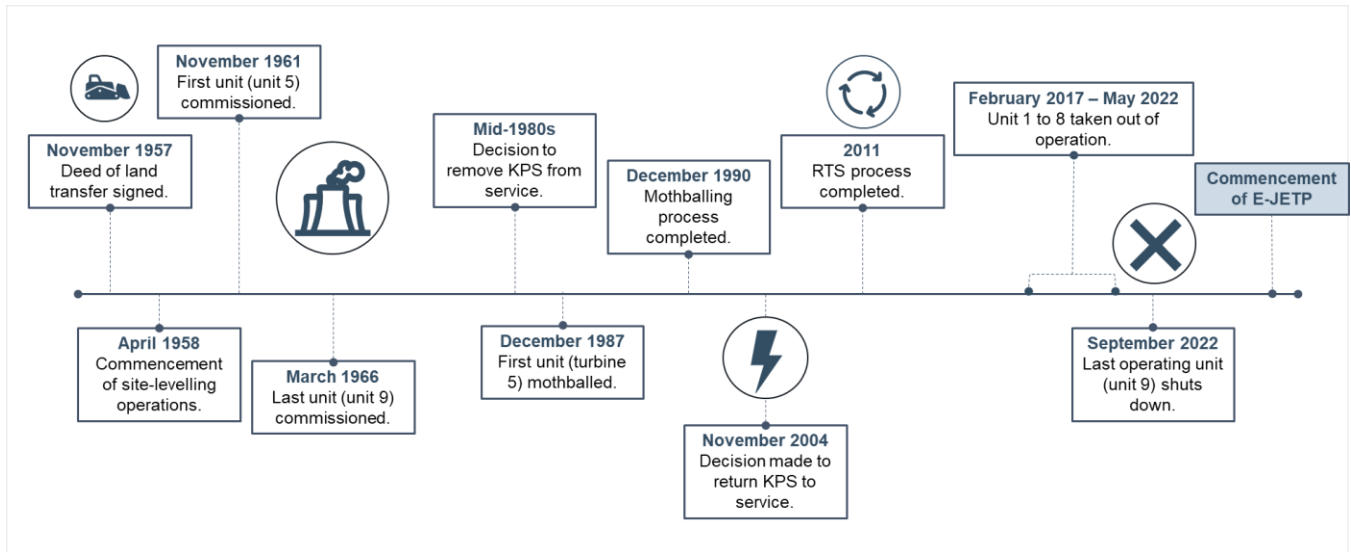 November 1957
Deed of land
transfer signed.
April 1958
Commencement
of site-levelling
operations.
November 1961
First unit (unit 5)
commissioned.
March 1966
Last unit (unit 9)
commissioned.
Mid-1980s
Decision to
remove KPS from
service.
December 1987
First unit (turbine
5) mothballed.
December 1990
Mothballing
process
completed.
November 2004
Decision made to
return KPS to
service.
2011
RTS process
completed.
February 2017 – May 2022
Unit 1 to 8 taken out of
operation.
September 2022
Last operating unit
(unit 9) shuts
down.
Commencement
of E-JETP